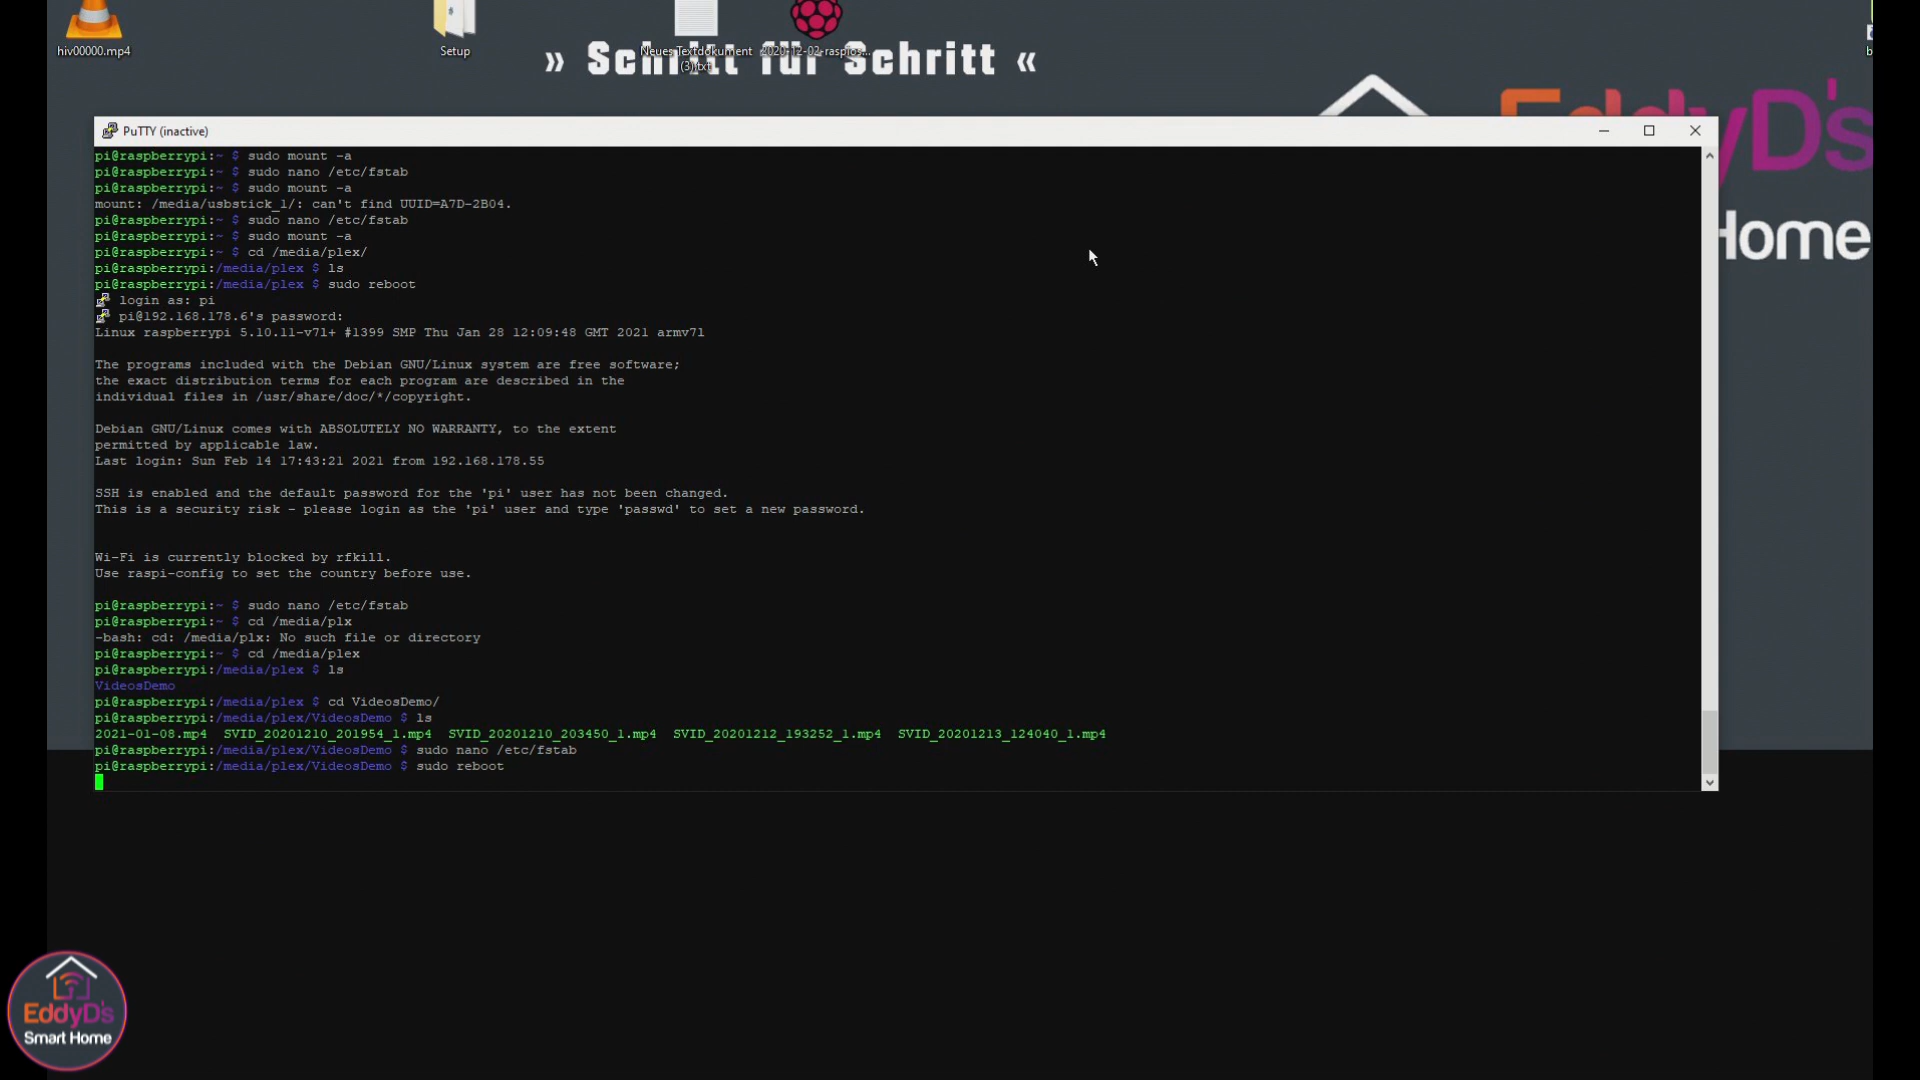 hiv00000.mp4
Setup
Neues Textdokument
(3).txt
2020-12-02-raspios...
» Schritt für Schritt «
EddyD's
Home
PuTTY (inactive)
pi@raspberrypi:~ $ sudo mount -a
pi@raspberrypi:~ $ sudo nano /etc/fstab
pi@raspberrypi:~ $ sudo mount -a
mount: /media/usbstick_1/: can't find UUID=A7D-2B04.
pi@raspberrypi:~ $ sudo nano /etc/fstab
pi@raspberrypi:~ $ sudo mount -a
pi@raspberrypi:~ $ cd /media/plex/
pi@raspberrypi:/media/plex $ ls
pi@raspberrypi:/media/plex $ sudo reboot
login as: pi
pi@192.168.178.6's password:
Linux raspberrypi 5.10.11-v7l+ #1399 SMP Thu Jan 28 12:09:48 GMT 2021 armv7l
The programs included with the Debian GNU/Linux system are free software;
the exact distribution terms for each program are described in the
individual files in /usr/share/doc/*/copyright.
Debian GNU/Linux comes with ABSOLUTELY NO WARRANTY, to the extent
permitted by applicable law.
Last login: Sun Feb 14 17:43:21 2021 from 192.168.178.55
SSH is enabled and the default password for the 'pi' user has not been changed.
This is a security risk - please login as the 'pi' user and type 'passwd' to set a new password.
Wi-Fi is currently blocked by rfkill.
Use raspi-config to set the country before use.
pi@raspberrypi:~ $ sudo nano /etc/fstab
pi@raspberrypi:~ $ cd /media/plx
-bash: cd: /media/plx: No such file or directory
pi@raspberrypi:~ $ cd /media/plex
pi@raspberrypi:/media/plex $ ls
VideosDemo
pi@raspberrypi:/media/plex $ cd VideosDemo/
pi@raspberrypi:/media/plex/VideosDemo $ ls
2021-01-08.mp4 SVID_20201210_201954_1.mp4 SVID_20201210_203450_1.mp4 SVID_20201212_193252_1.mp4 SVID_20201213_124040_1.mp4
pi@raspberrypi:/media/plex/VideosDemo $ sudo nano /etc/fstab
pi@raspberrypi:/media/plex/VideosDemo $ sudo reboot
EddyD's
Smart Home